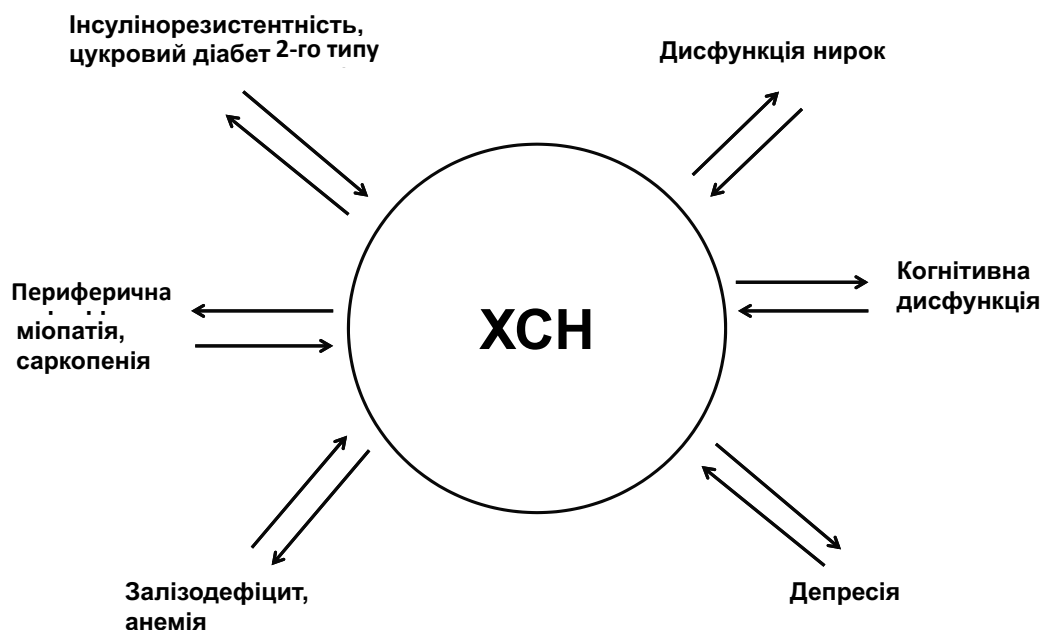 Інсулінорезистентність,
цукровий діабет 2-го типу
Дисфункція нирок
Когнітивна
дисфункція
Периферична
міопатія,
саркопенія
ХСН
Залізодефіцит,
анемія
Депресія